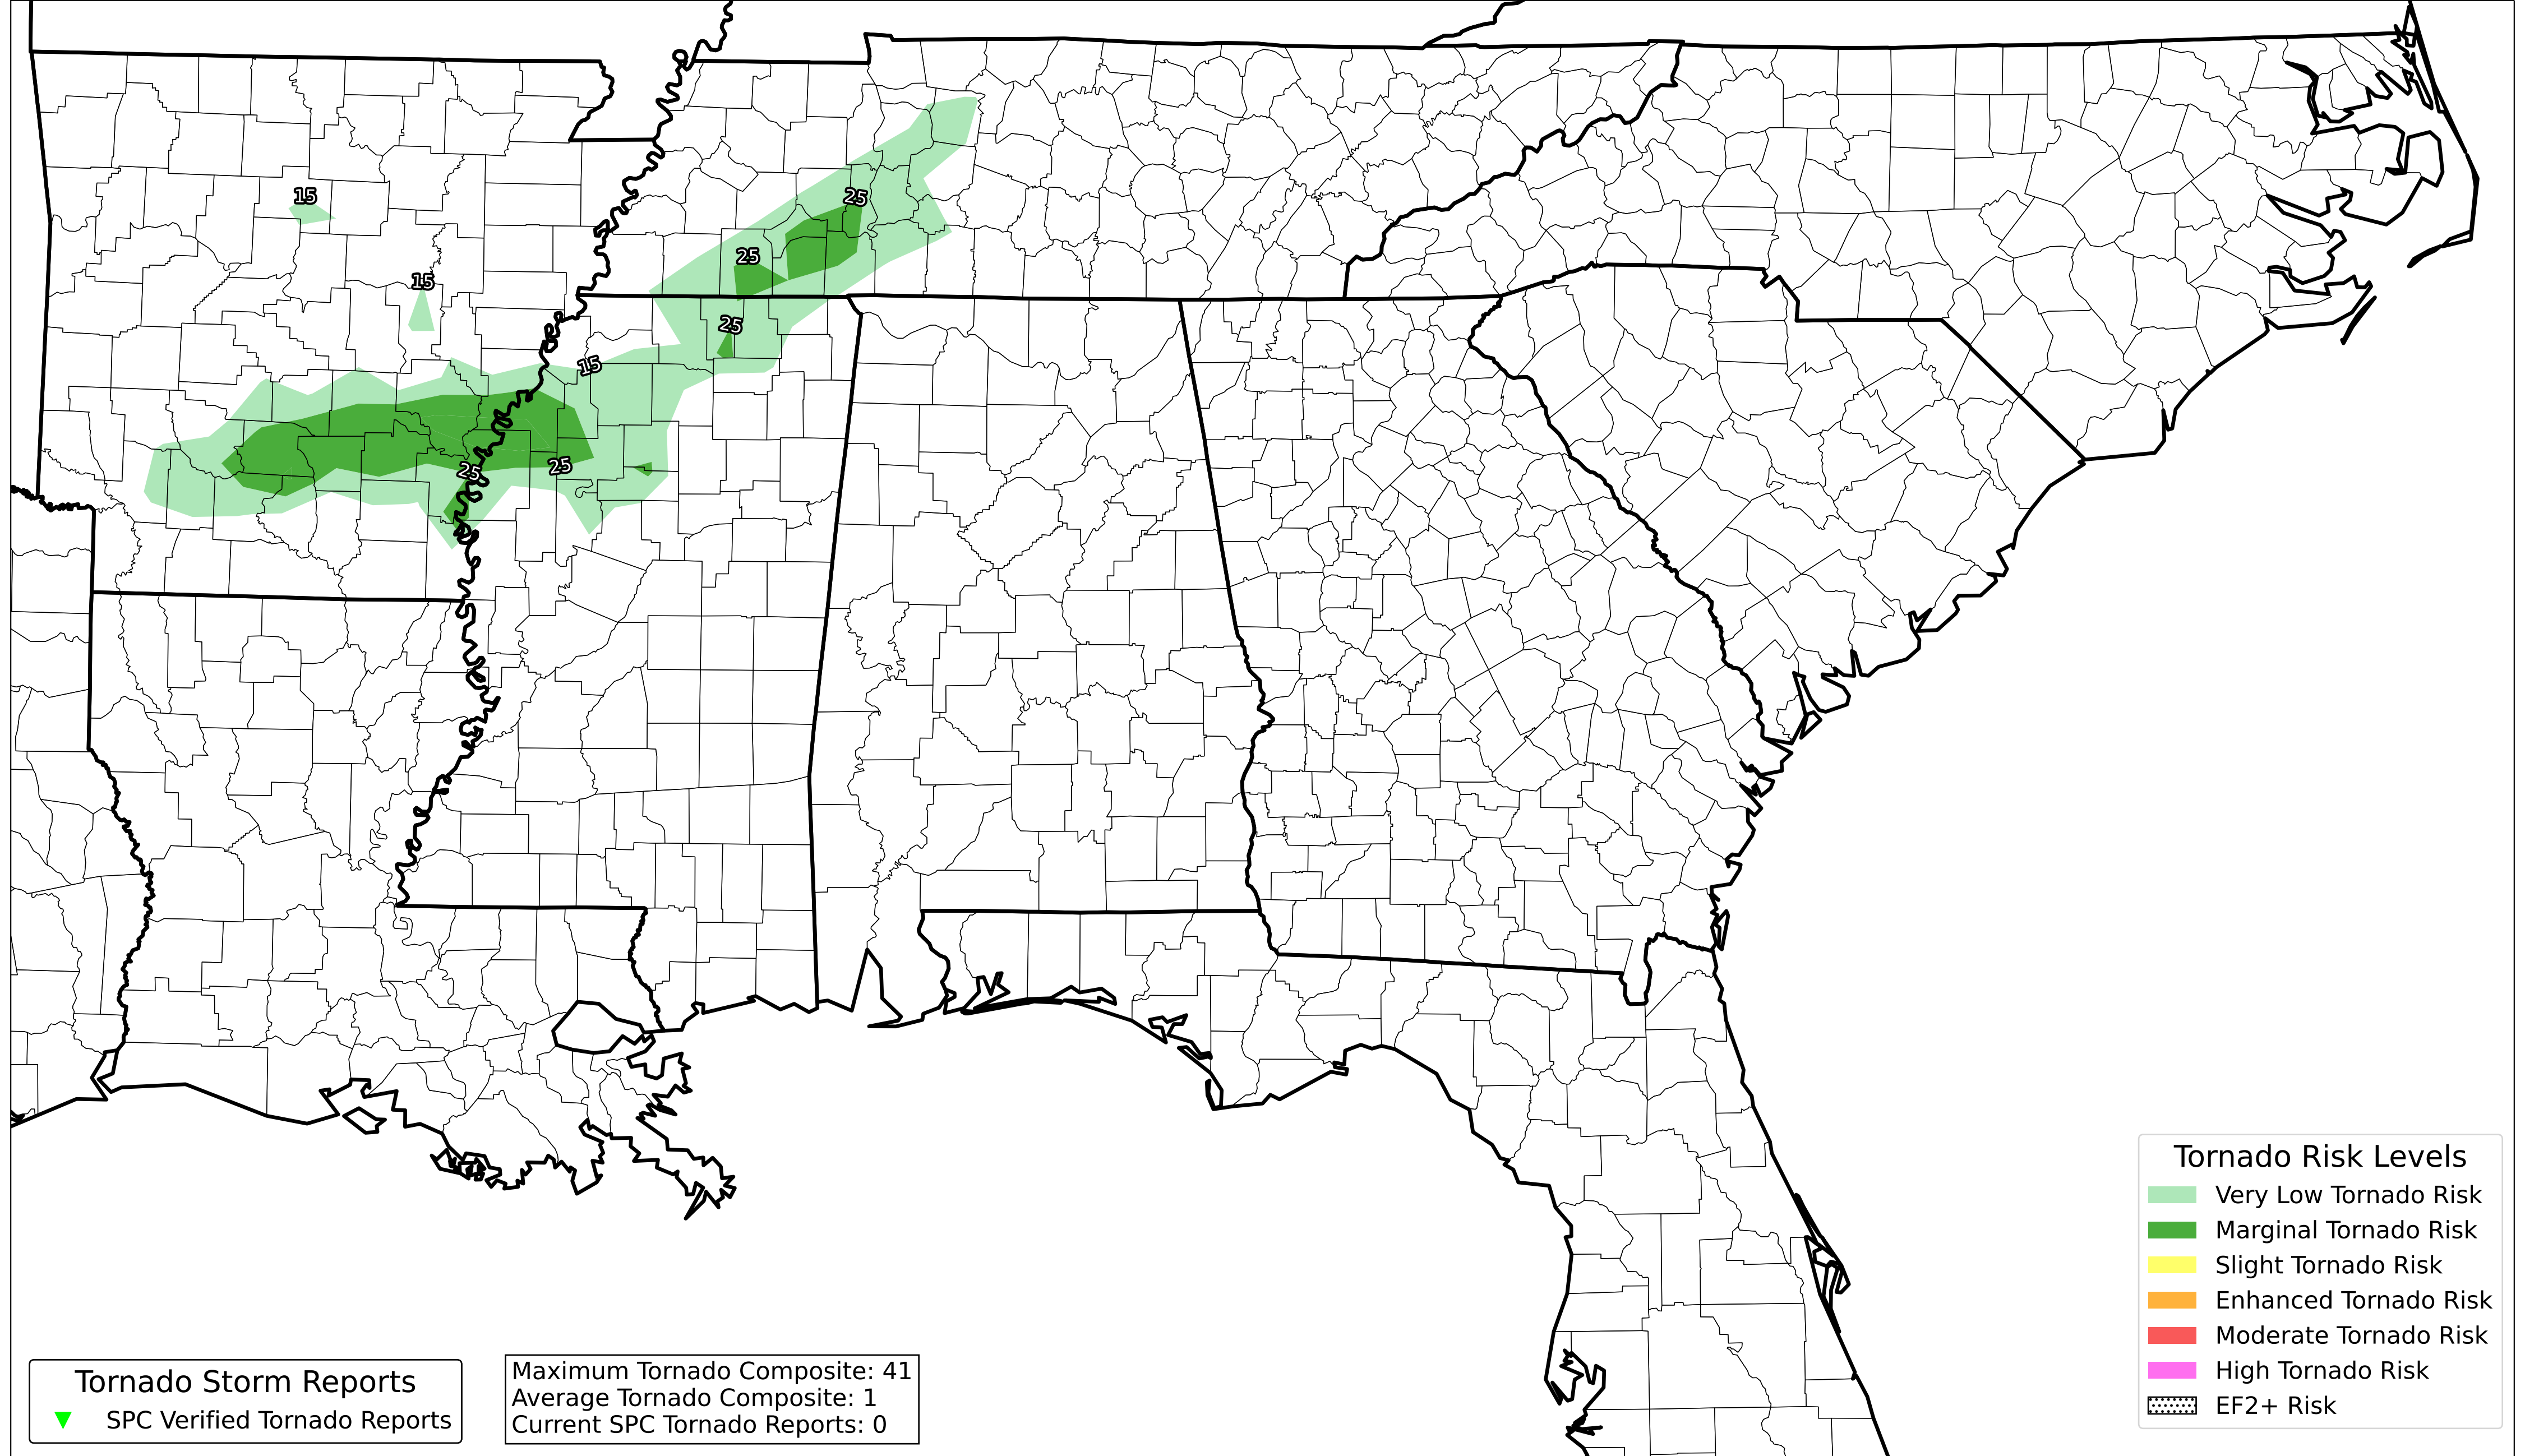 25
15
25
15
25
15
25
25
Tornado Risk Levels
Very Low Tornado Risk
Marginal Tornado Risk
Slight Tornado Risk
Enhanced Tornado Risk
Moderate Tornado Risk
High Tornado Risk
EF2+ Risk
Tornado Storm Reports
SPC Verified Tornado Reports
Maximum Tornado Composite: 41
Average Tornado Composite: 1
Current SPC Tornado Reports: 0